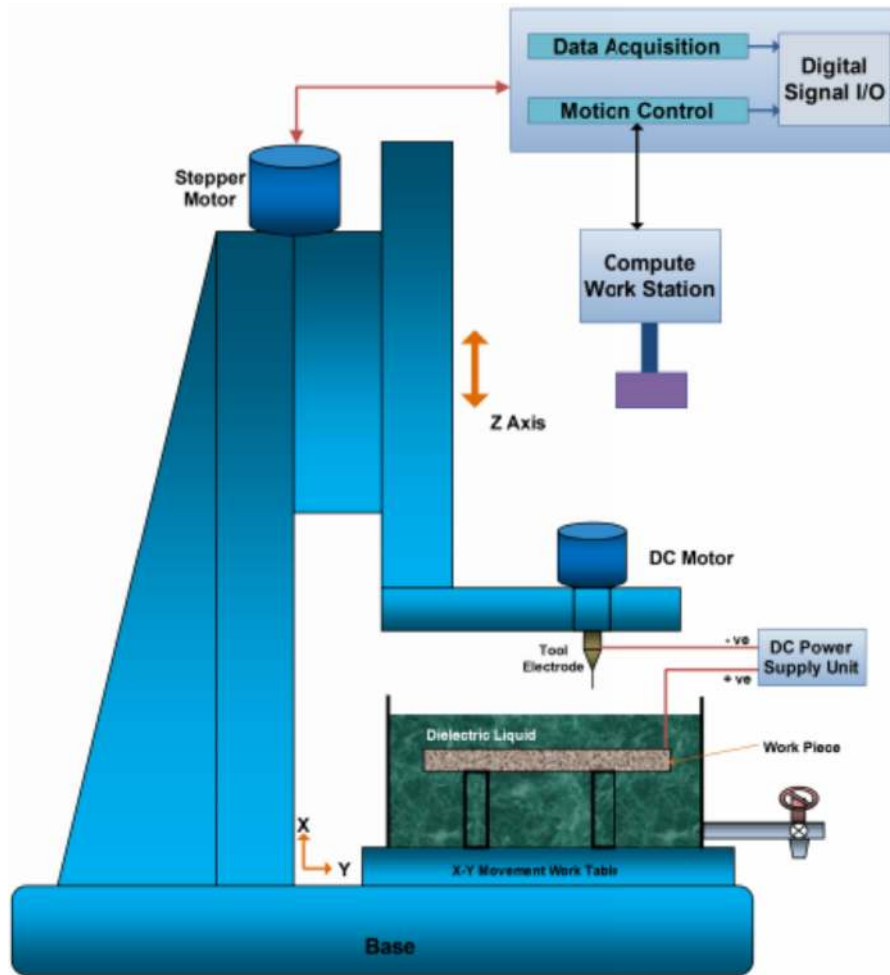 Data Acquisition
Motion Control
Digital
Signal I/O
Stepper
Motor
Compute
Work Station
Z Axis
DC Motor
Tool
Electrode
- ve
+ ve
DC Power
Supply Unit
Dielectric Liquid
Work Piece
X
Y
X-Y Movement Work Table
Base